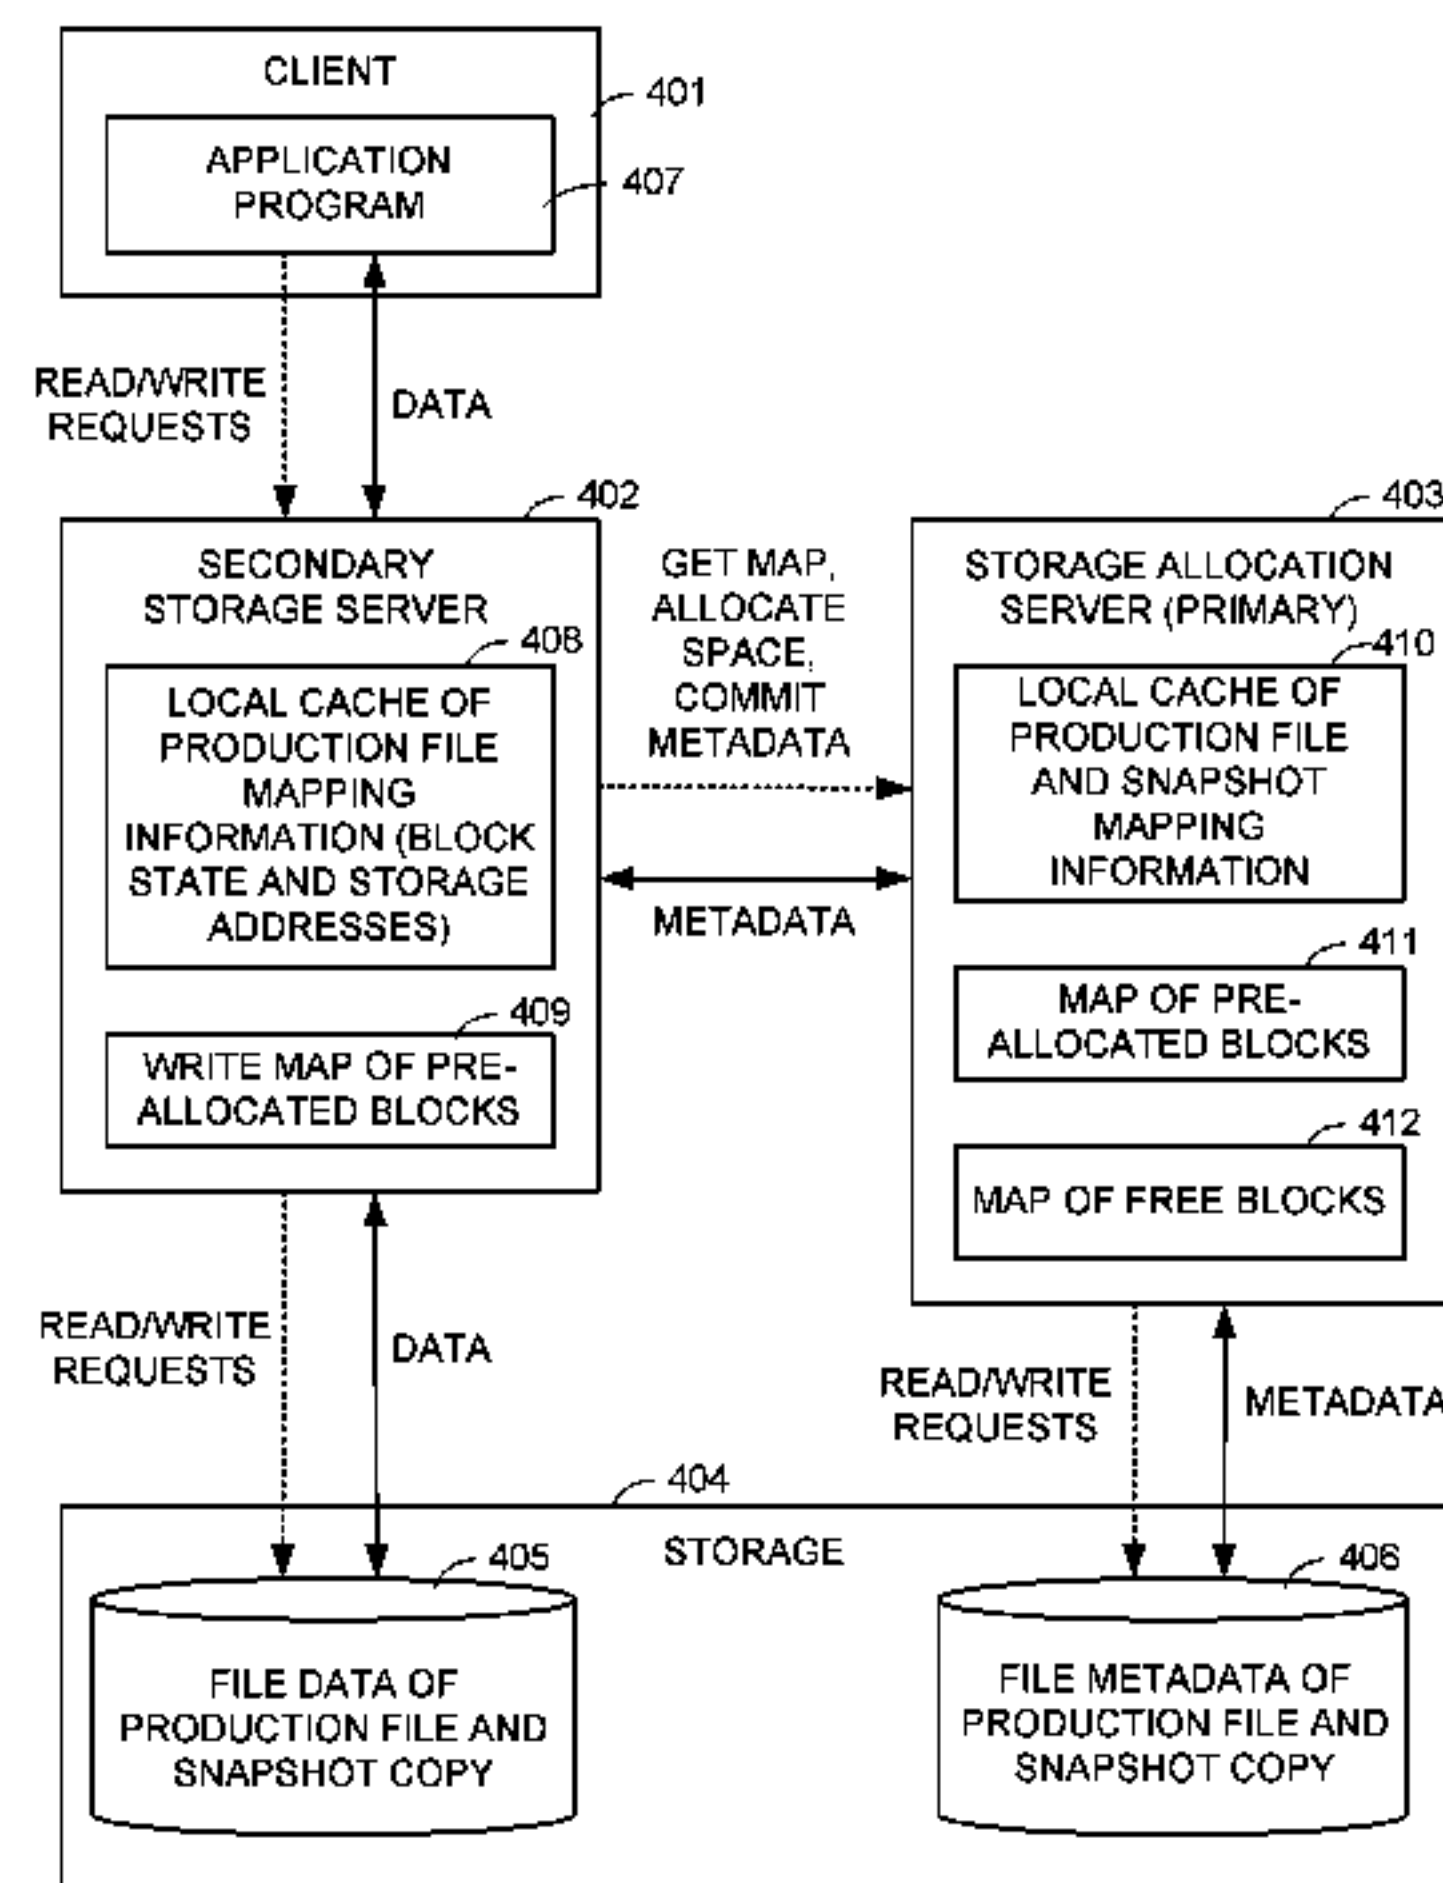 CLIENT
401
APPLICATION
PROGRAM
407
READ/WRITE
REQUESTS
DATA
402
SECONDARY
STORAGE SERVER
408
LOCAL CACHE OF
PRODUCTION FILE
MAPPING
INFORMATION (BLOCK
STATE AND STORAGE
ADDRESSES)
409
WRITE MAP OF PRE-
ALLOCATED BLOCKS
GET MAP,
ALLOCATE
SPACE,
COMMIT
METADATA
METADATA
403
STORAGE ALLOCATION
SERVER (PRIMARY)
410
LOCAL CACHE OF
PRODUCTION FILE
AND SNAPSHOT
MAPPING
INFORMATION
411
MAP OF PRE-
ALLOCATED BLOCKS
412
MAP OF FREE BLOCKS
READ/WRITE
REQUESTS
DATA
READ/WRITE
REQUESTS
METADATA
404
STORAGE
405
FILE DATA OF
PRODUCTION FILE AND
SNAPSHOT COPY
406
FILE METADATA OF
PRODUCTION FILE AND
SNAPSHOT COPY